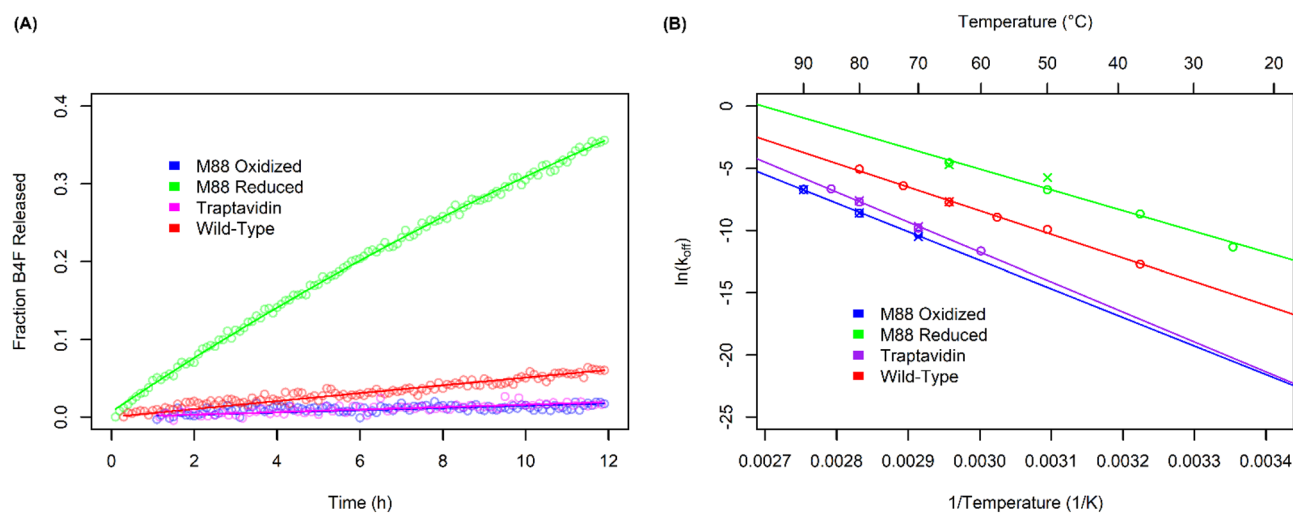 (A)
Fraction B4F Released
0.4
0.3
0.2
0.1
0.0
M88 Oxidized
M88 Reduced
Traptavidin
Wild-Type
0 2 4 6 8 10 12
Time (h)
(B)
Temperature (°C)
90 80 70 60 50 40 30 20
ln(koff)
0
-5
-10
-15
-20
-25
M88 Oxidized
M88 Reduced
Traptavidin
Wild-Type
0.0027 0.0028 0.0029 0.0030 0.0031 0.0032 0.0033 0.0034
1/Temperature (1/K)